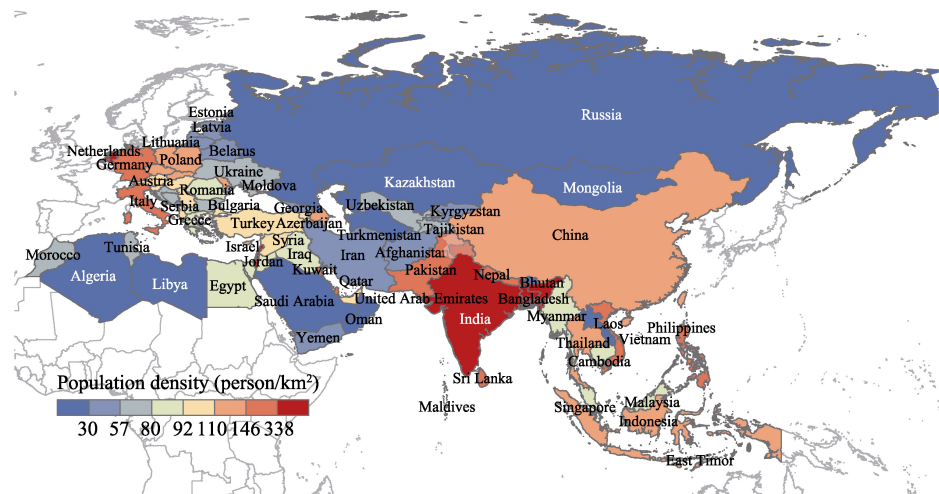 Russia
Estonia
Latvia
Lithuania
Netherlands
Belarus
Germany
Poland
Ukraine
Austria
Moldova
Kazakhstan
Mongolia
Romania
Italy
Serbia
Bulgaria
Uzbekistan
Georgia
Kyrgyzstan
Greece
Turkey
Azerbaijan
Tajikistan
China
Turkmenistan
Syria
Israel
Tunisia
Morocco
Iraq
Iran
Afghanistan
Jordan
Kuwait
Pakistan
Nepal
Algeria
Libya
Egypt
Qatar
Bhutan
Saudi Arabia
United Arab Emirates
Bangladesh
India
Oman
Myanmar
Laos
Philippines
Yemen
Thailand
Vietnam
Cambodia
Sri Lanka
Population density (person/km²)
30 57 80 92 110 146 338
Maldives
Singapore
Malaysia
Indonesia
East Timor